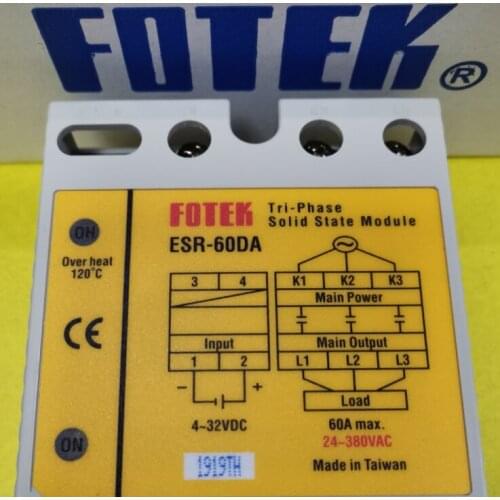 FOTEK®
FOTEK
Tri-Phase
Solid State Module
ESR-60DA
OH
Over heat
120°C
CE
ON
3 4
Input
1 2
− +
4~32VDC
K1 K2 K3
Main Power
Main Output
L1 L2 L3
Load
60A max.
24~380VAC
1919TH
Made in Taiwan